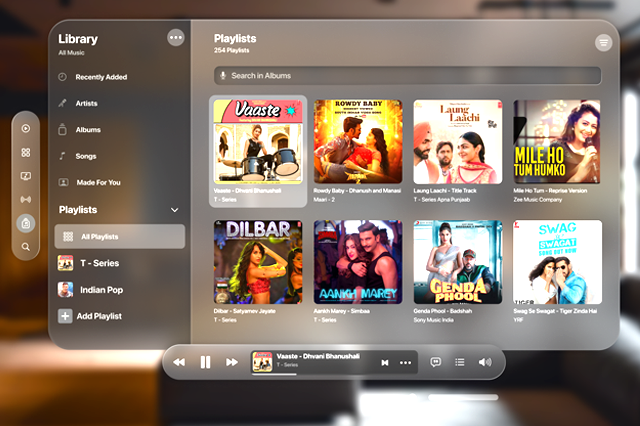 Library
All Music
Recently Added
Artists
Albums
Songs
Made For You
Playlists
All Playlists
T - Series
Indian Pop
Add Playlist
Playlists
254 Playlists
Search in Albums
Vaaste
Vaaste - Dhvani Bhanushali
T - Series
ROWDY BABY
Rowdy Baby - Dhanush and Manasi
Maari - 2
Laung
Laachi
Laung Laachi - Title Track
T - Series Apna Punjaab
MILE HO
TUM HUMKO
Mile Ho Tum - Reprise Version
Zee Music Company
DILBAR
Dilbar - Satyamev Jayate
T - Series
AANKH MAREY
Aankh Marey - Simbaa
T - Series
GENDA
PHOOL
Genda Phool - Badshah
Sony Music India
SWAG
SE
SWAGAT
SONG OUT NOW
TIGER
Swag Se Swagat - Tiger Zinda Hai
YRF
Vaaste - Dhvani Bhanushali
T - Series